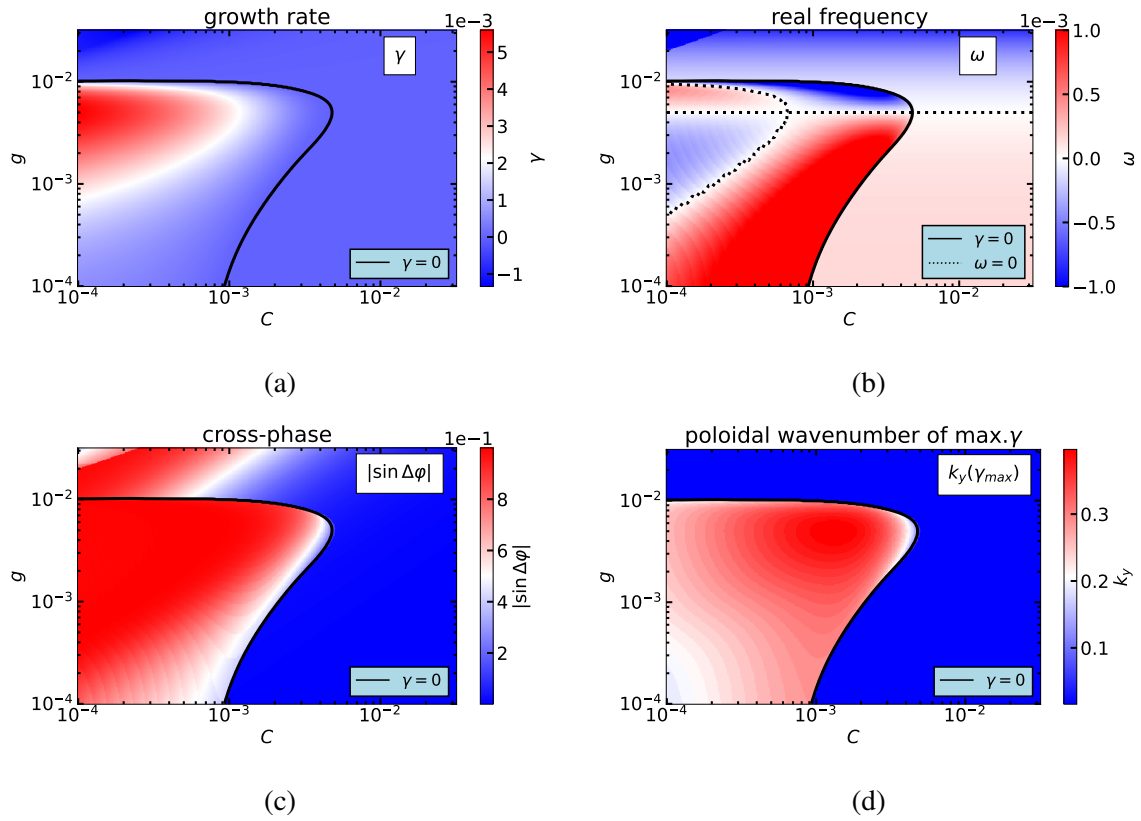 growth rate
1e−3
γ
γ
g
C
10−2
10−3
10−4
10−4
10−3
10−2
5
4
3
2
1
0
−1
γ = 0
(a)
real frequency
1e−3
ω
ω
g
C
10−2
10−3
10−4
10−4
10−3
10−2
1.0
0.5
0.0
−0.5
−1.0
γ = 0
ω = 0
(b)
cross-phase
1e−1
|sin Δφ|
|sin Δφ|
g
C
10−2
10−3
10−4
10−4
10−3
10−2
8
6
4
2
γ = 0
(c)
poloidal wavenumber of max.γ
ky(γmax)
ky
g
C
10−2
10−3
10−4
10−4
10−3
10−2
0.3
0.2
0.1
γ = 0
(d)